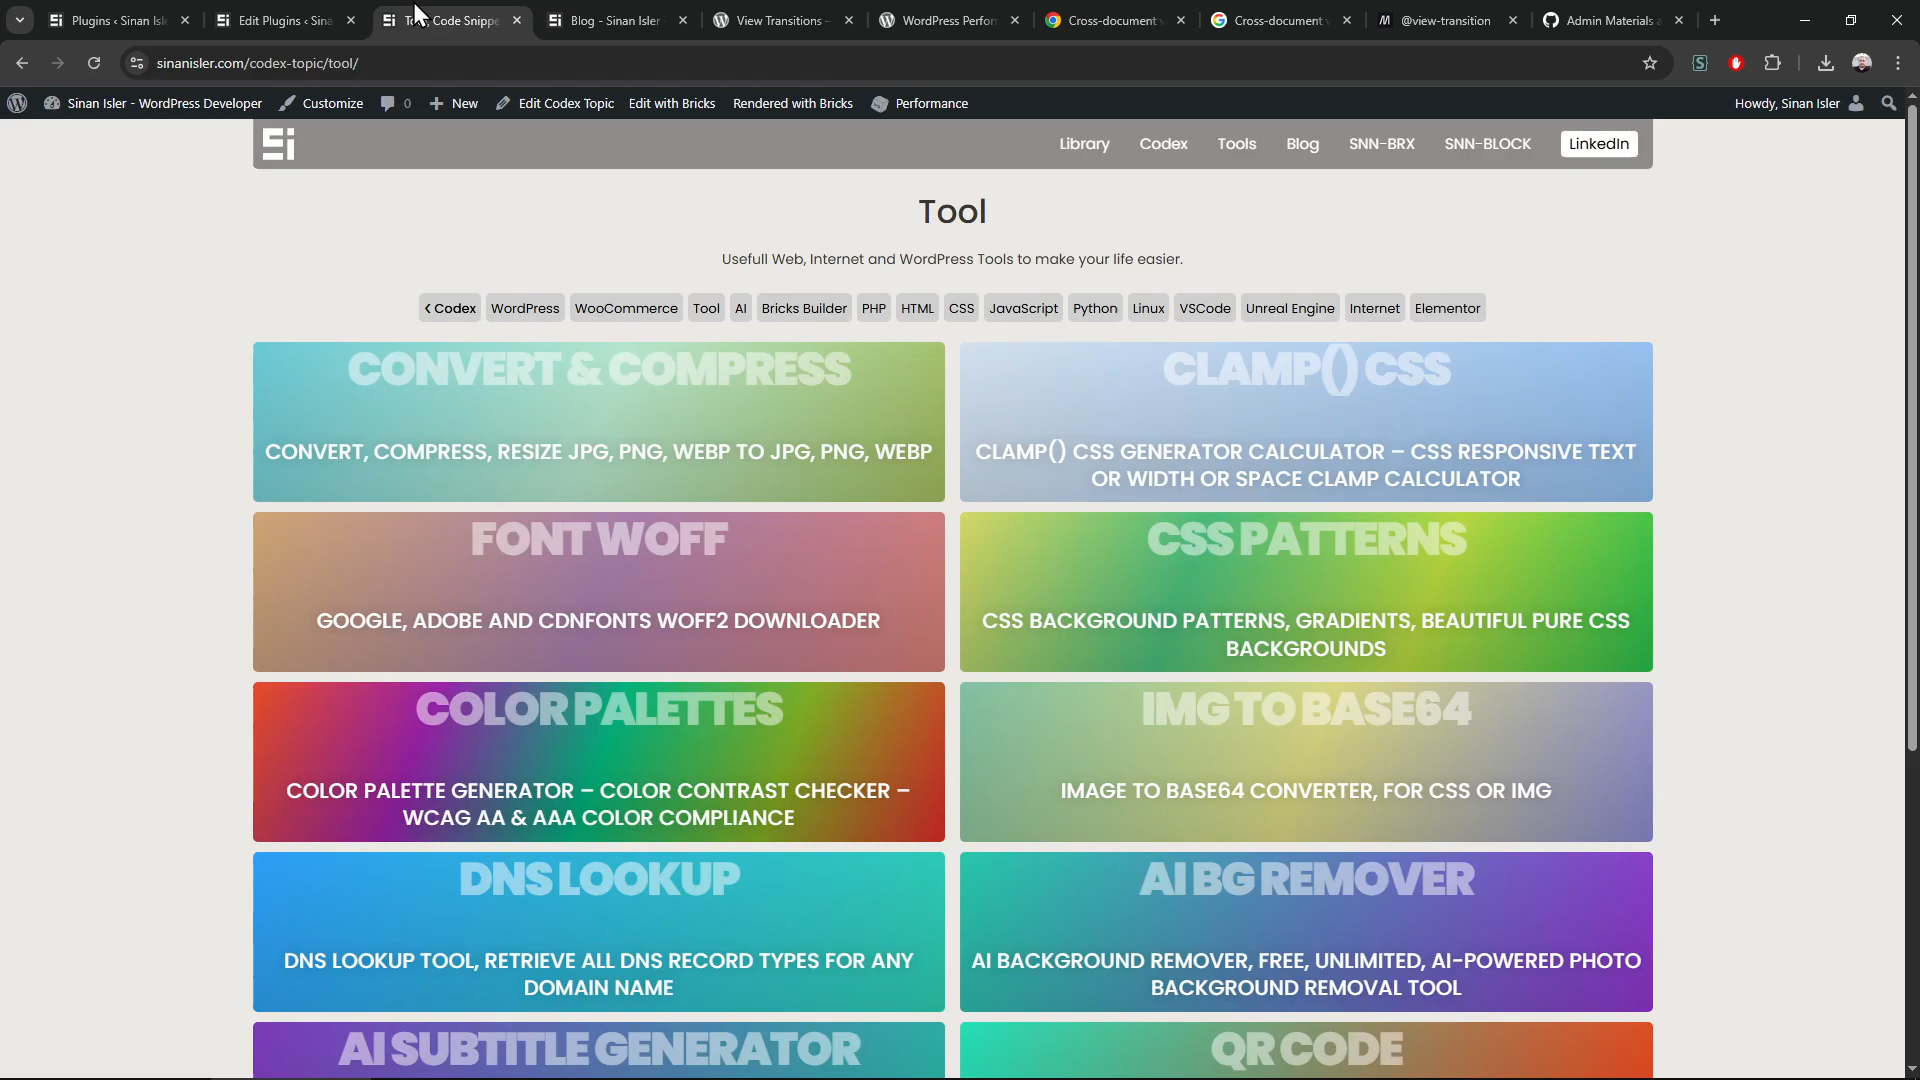 Plugins ‹ Sinan Isl
Edit Plugins ‹ Sina
Code Snippe
Blog - Sinan Isler
View Transitions –
WordPress Perfor
Cross-document v
Cross-document v
@view-transition
Admin Materials a
sinanisler.com/codex-topic/tool/
Sinan Isler - WordPress Developer
Customize
0
New
Edit Codex Topic
Edit with Bricks
Rendered with Bricks
Performance
Howdy, Sinan Isler
Si
Library
Codex
Tools
Blog
SNN-BRX
SNN-BLOCK
LinkedIn
Tool
Usefull Web, Internet and WordPress Tools to make your life easier.
‹ Codex
WordPress
WooCommerce
Tool
AI
Bricks Builder
PHP
HTML
CSS
JavaScript
Python
Linux
VSCode
Unreal Engine
Internet
Elementor
CONVERT & COMPRESS
CONVERT, COMPRESS, RESIZE JPG, PNG, WEBP TO JPG, PNG, WEBP
CLAMP() CSS
CLAMP() CSS GENERATOR CALCULATOR – CSS RESPONSIVE TEXT
OR WIDTH OR SPACE CLAMP CALCULATOR
FONT WOFF
GOOGLE, ADOBE AND CDNFONTS WOFF2 DOWNLOADER
CSS PATTERNS
CSS BACKGROUND PATTERNS, GRADIENTS, BEAUTIFUL PURE CSS
BACKGROUNDS
COLOR PALETTES
COLOR PALETTE GENERATOR – COLOR CONTRAST CHECKER –
WCAG AA & AAA COLOR COMPLIANCE
IMG TO BASE64
IMAGE TO BASE64 CONVERTER, FOR CSS OR IMG
DNS LOOKUP
DNS LOOKUP TOOL, RETRIEVE ALL DNS RECORD TYPES FOR ANY
DOMAIN NAME
AI BG REMOVER
AI BACKGROUND REMOVER, FREE, UNLIMITED, AI-POWERED PHOTO
BACKGROUND REMOVAL TOOL
AI SUBTITLE GENERATOR
QR CODE